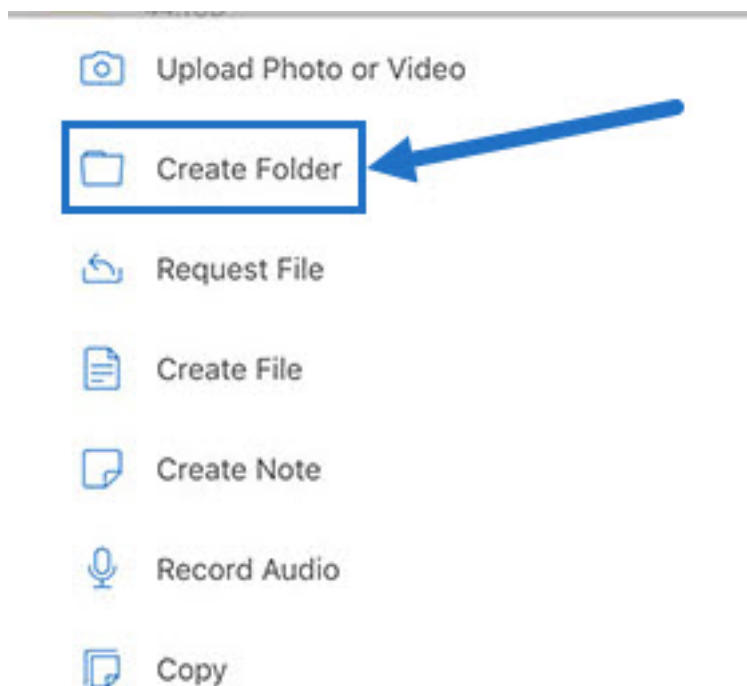 Upload Photo or Video
Create Folder
Request File
Create File
Create Note
Record Audio
Copy